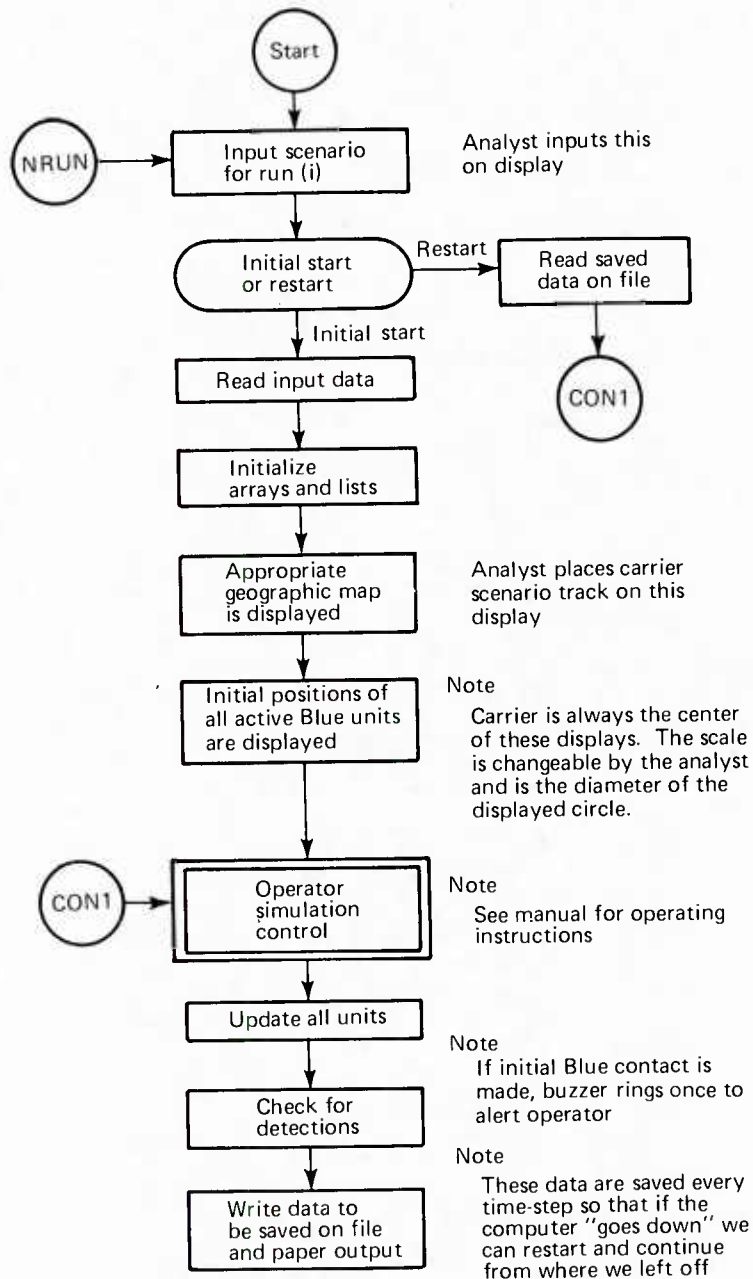 Start
NRUN
Input scenario
for run (i)
Analyst inputs this
on display
Initial start
or restart
Restart
Read saved
data on file
Initial start
CON1
Read input data
Initialize
arrays and lists
Appropriate
geographic map
is displayed
Analyst places carrier
scenario track on this
display
Initial positions of
all active Blue units
are displayed
Note
Carrier is always the center
of these displays. The scale
is changeable by the analyst
and is the diameter of the
displayed circle.
CON1
Operator
simulation
control
Note
See manual for operating
instructions
Update all units
Note
If initial Blue contact is
made, buzzer rings once to
alert operator
Check for
detections
Note
These data are saved every
time-step so that if the
computer "goes down" we
can restart and continue
from where we left off
Write data to
be saved on file
and paper output